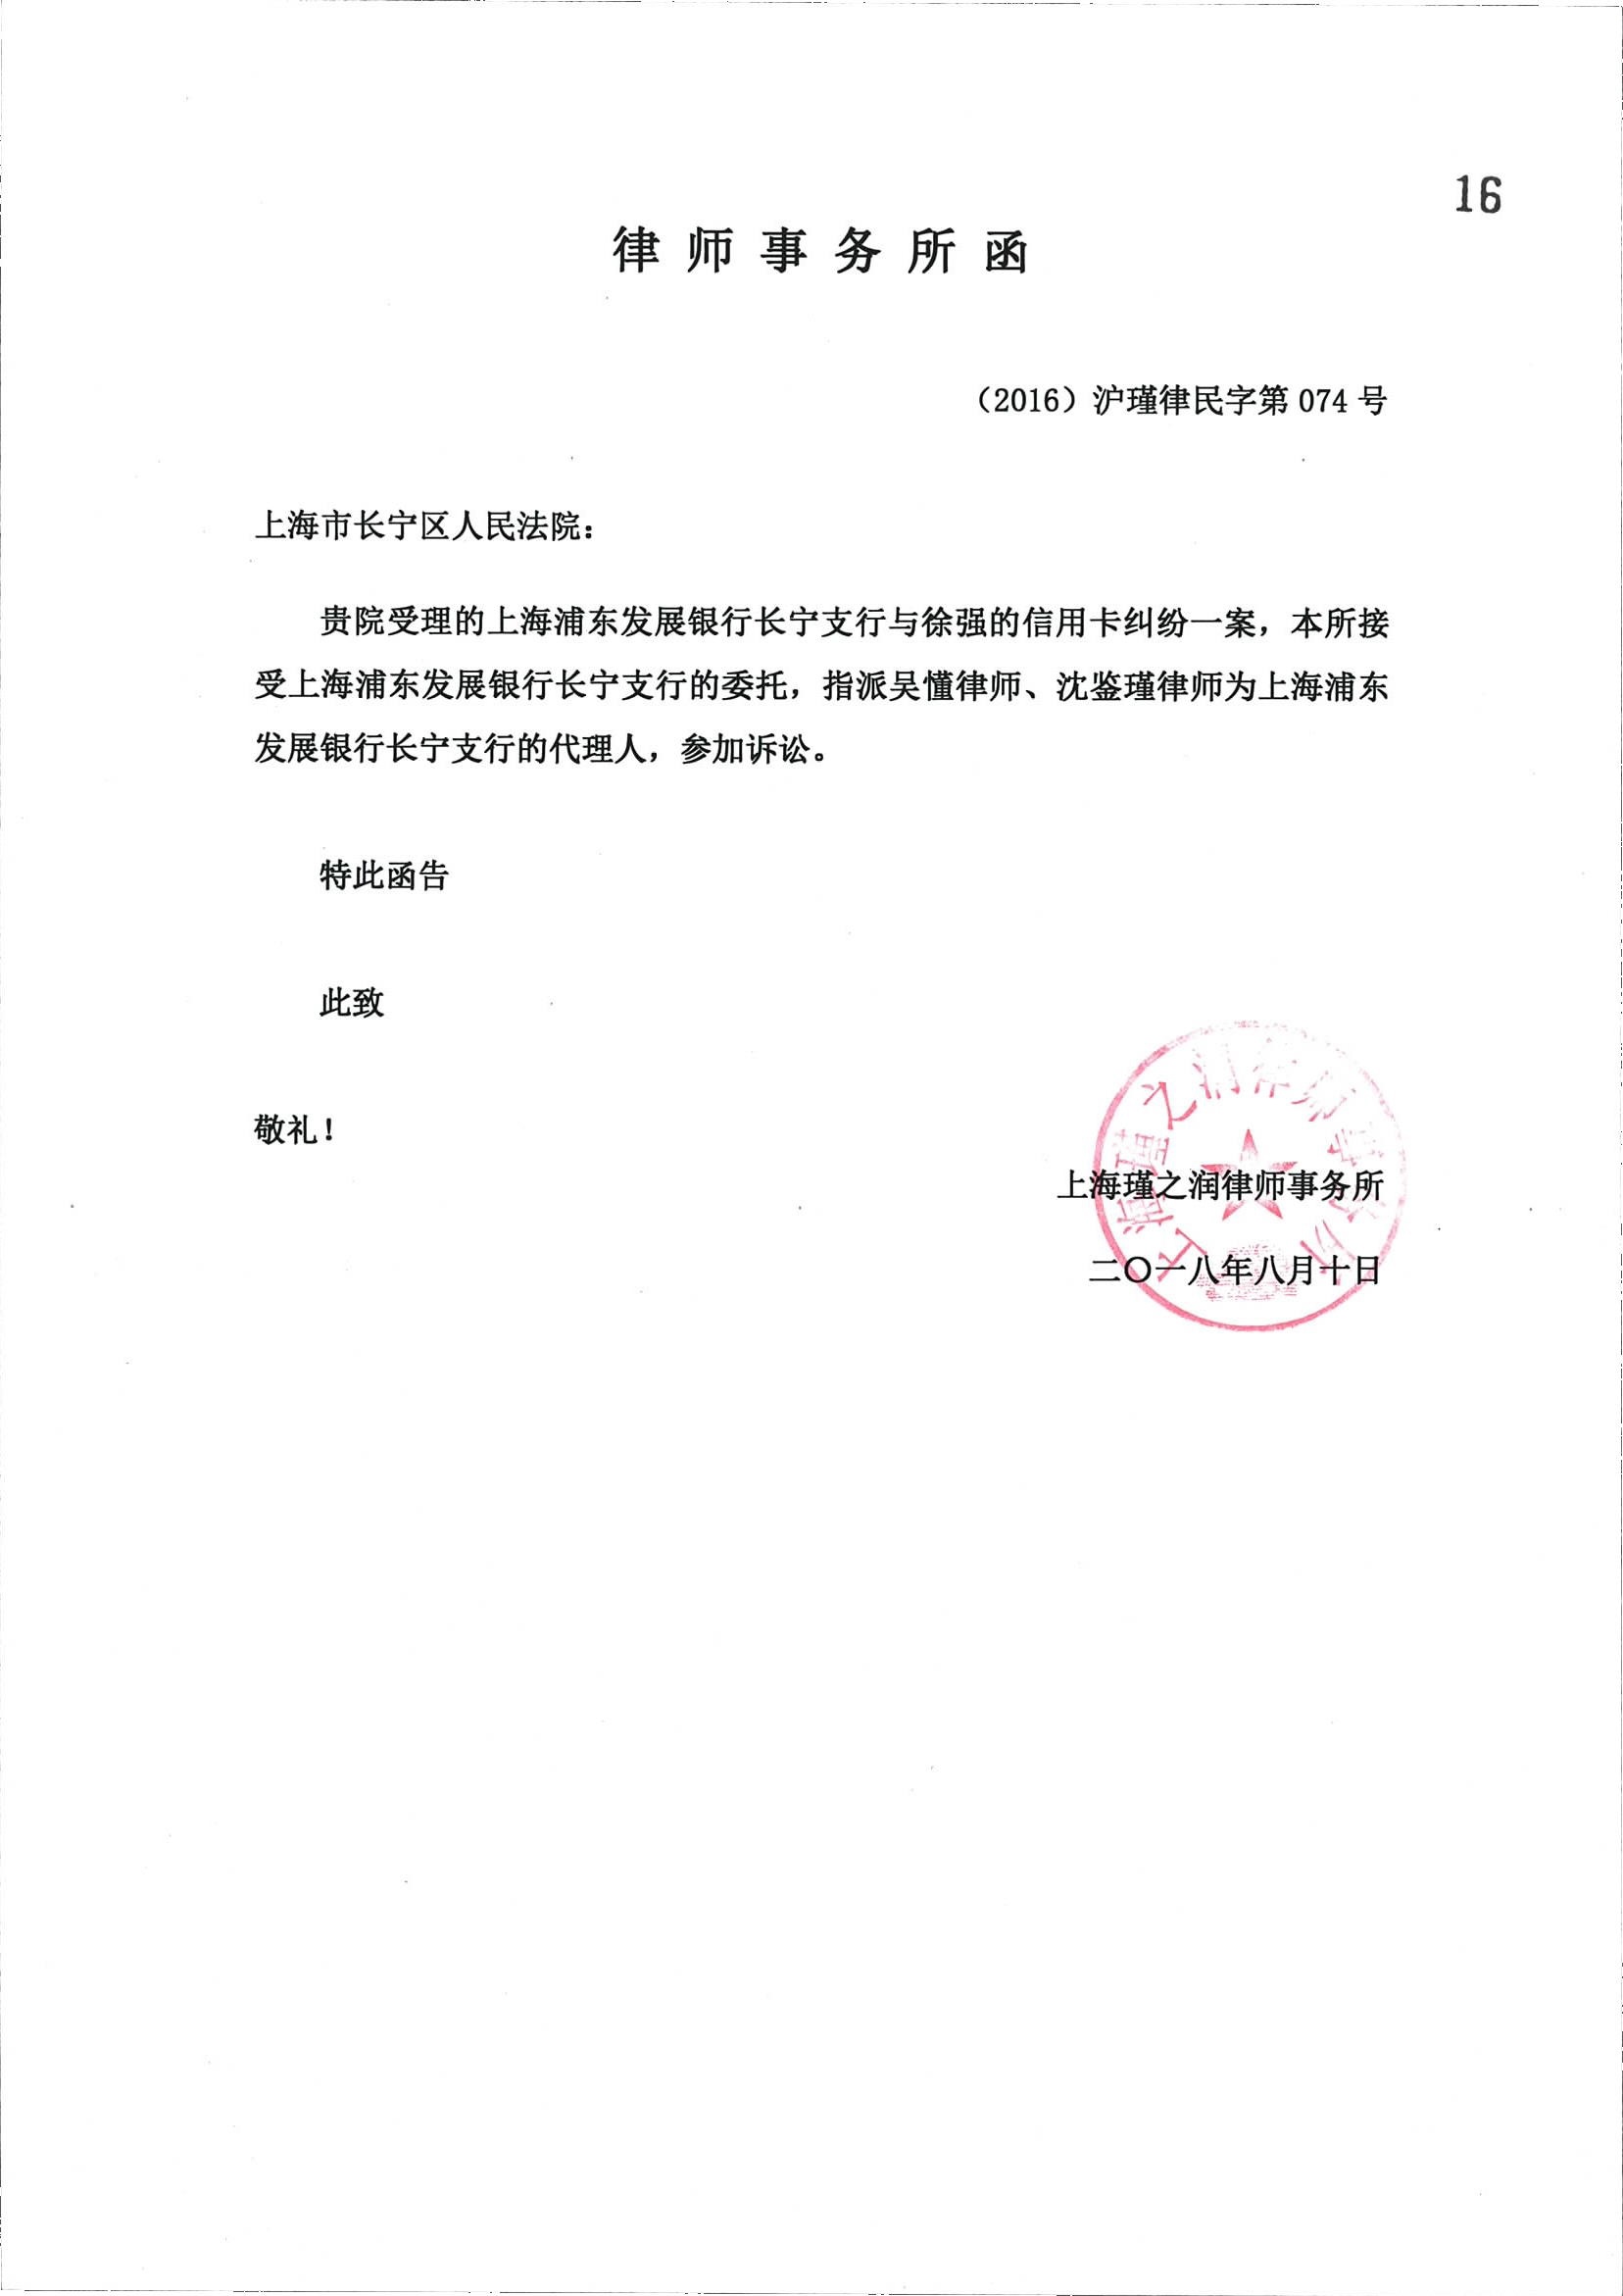 16
律师事务所函
（2016）沪瑾律民字第 074 号
上海市长宁区人民法院：
贵院受理的上海浦东发展银行长宁支行与徐强的信用卡纠纷一案，本所接
受上海浦东发展银行长宁支行的委托，指派吴懂律师、沈鉴瑾律师为上海浦东
发展银行长宁支行的代理人，参加诉讼。
特此函告
此致
敬礼！
上海瑾之润律师事务所
上海瑾之润律师事务所
二〇一八年八月十日